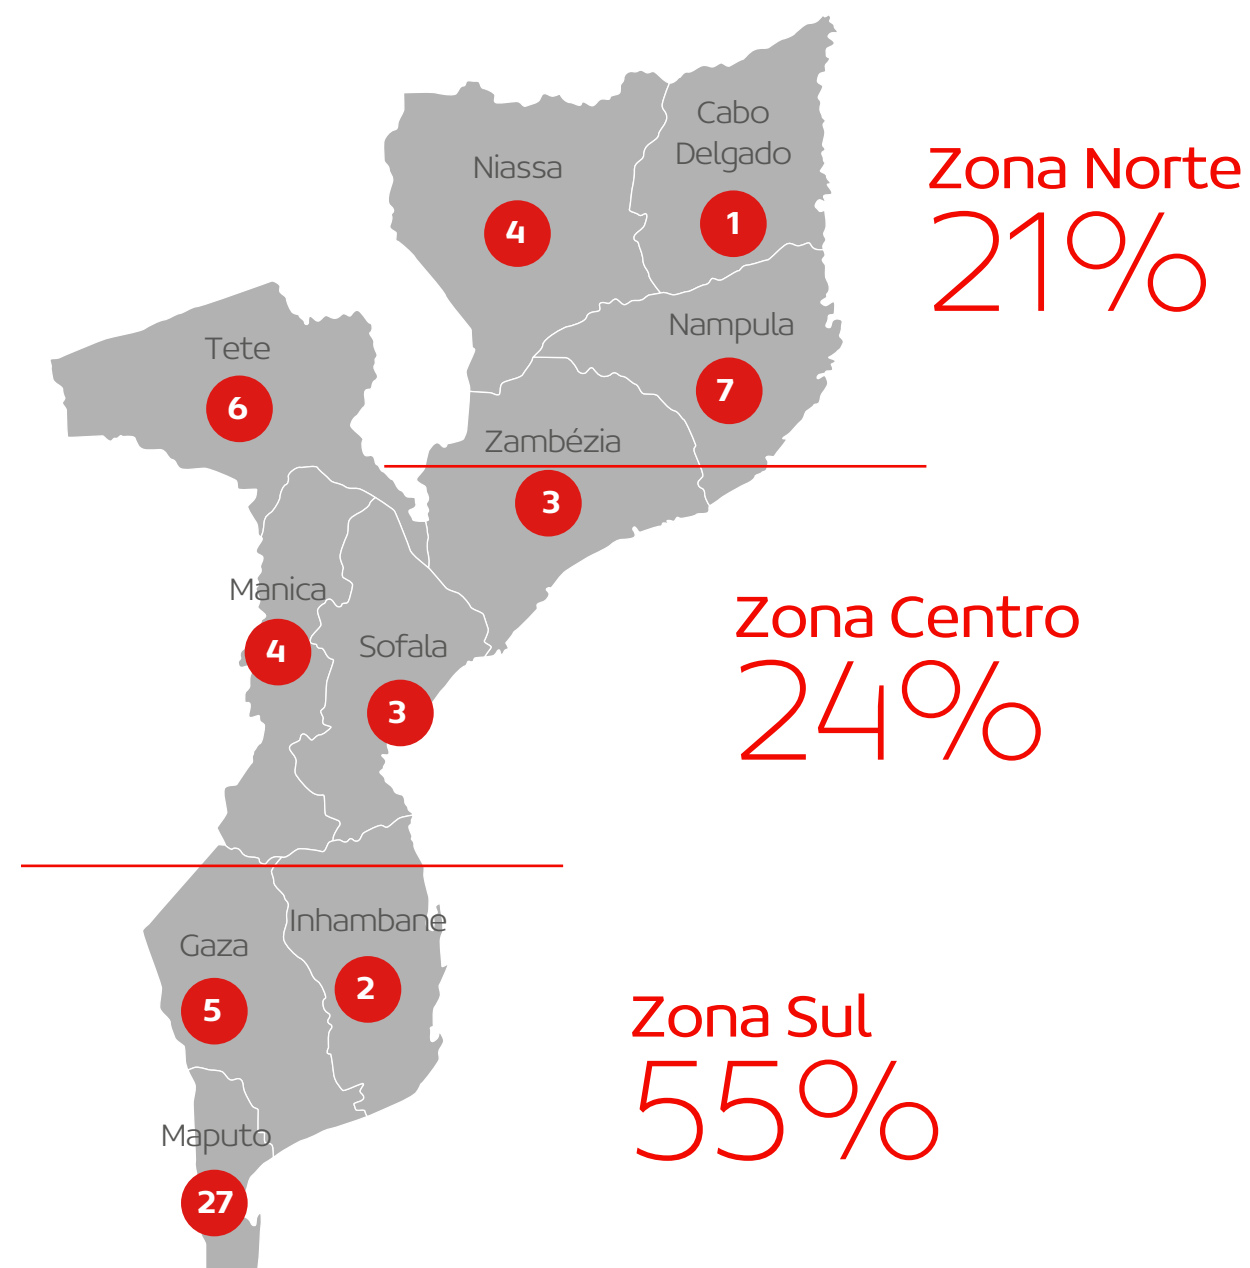 Cabo
Delgado
1
Niassa
4
Zona Norte
21%
Nampula
7
Tete
6
Zambézia
3
Manica
4
Sofala
3
Zona Centro
24%
Inhambane
2
Gaza
5
Zona Sul
55%
Maputo
27